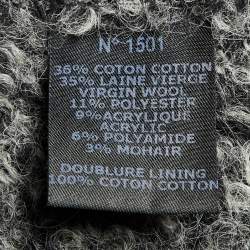 Nº 1501
36% COTON COTTON
35% LAINE VIERGE
VIRGIN WOOL
11% POLYESTER
9% ACRYLIQUE
ACRYLIC
6% POLYAMIDE
3% MOHAIR
DOUBLURE LINING
100% COTON COTTON